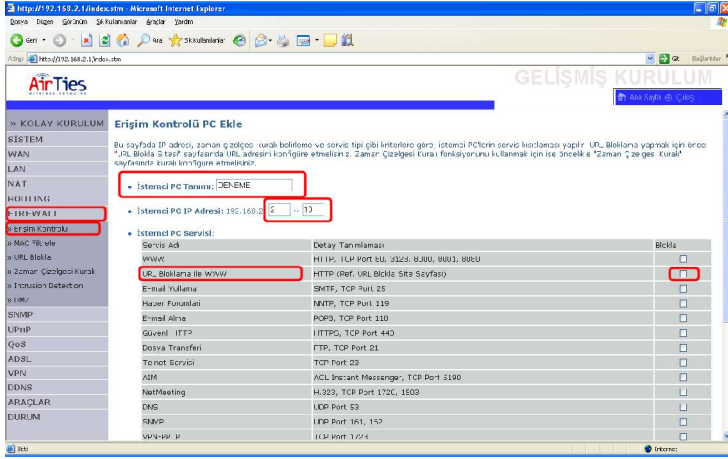 http://192.168.2.1/index.stm - Microsoft Internet Explorer
Dosya Düzen Görünüm Sık Kullanılanlar Araçlar Yardım
Geri Ara Sık Kullanılanlar
Adres http://192.168.2.1/index.stm Git Bağlantılar
AirTies
GELİŞMİŞ KURULUM
Ana Sayfa Çıkış
» KOLAY KURULUM
SİSTEM
WAN
LAN
NAT
ROUTING
FIREWALL
» Erişim Kontrolü
» MAC Filtrele
» URL Blokla
» Zaman Çizelgesi Kuralı
» Intrusion Detection
» DMZ
SNMP
UPnP
QoS
ADSL
VPN
DDNS
ARAÇLAR
DURUM
Erişim Kontrolü PC Ekle
Bu sayfada IP adresi, zaman çizelgesi kuralı belirleme ve servis tipi gibi kriterlere göre, istemci PC'lerin servis kısıtlaması yapılır. URL Bloklama yapmak için önce
"URL Blokla Sitesi" sayfasında URL adresini konfigüre etmelisiniz. Zaman Çizelgesi Kuralı fonksiyonunu kullanmak için ise öncelikle "Zaman Çizelgesi Kuralı"
sayfasında kuralı konfigüre etmelisiniz.
• İstemci PC Tanımı: DENEME
• İstemci PC IP Adresi: 192.168.2. 2 ~ 10
• İstemci PC Servisi:
Servis Adı Detay Tanımlaması Blokla
WWW HTTP, TCP Port 80, 3128, 8000, 8001, 8080
URL Bloklama ile WWW HTTP (Ref. URL Blokla Site Sayfası)
E-mail Yollama SMTP, TCP Port 25
Haber Forumları NNTP, TCP Port 119
E-mail Alma POP3, TCP Port 110
Güvenli HTTP HTTPS, TCP Port 443
Dosya Transferi FTP, TCP Port 21
Telnet Servisi TCP Port 23
AIM AOL Instant Messenger, TCP Port 5190
NetMeeting H.323, TCP Port 1720, 1503
DNS UDP Port 53
SNMP UDP Port 161, 162
VPN-PPTP TCP Port 1723
Bitti Internet